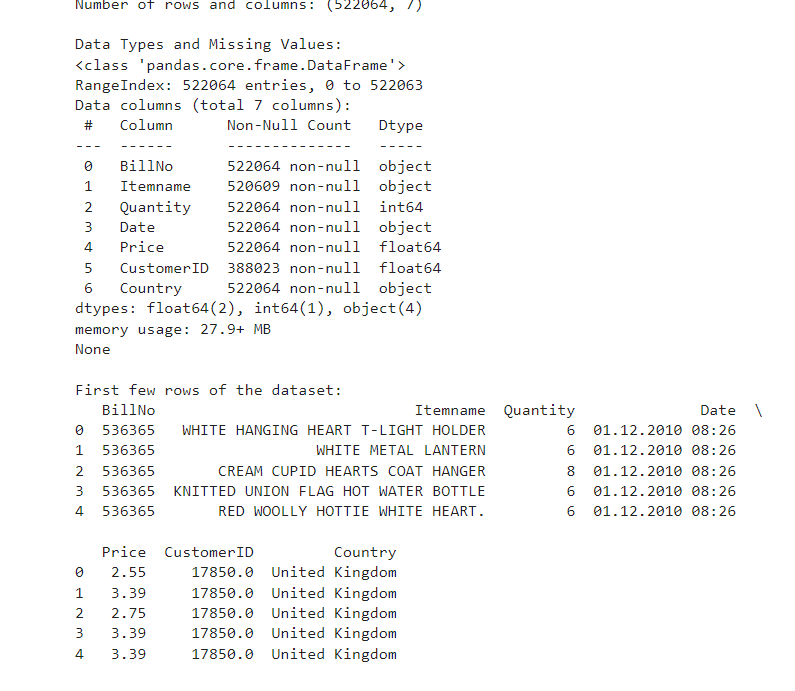 Number of rows and columns: (522064, 7)
Data Types and Missing Values:
<class 'pandas.core.frame.DataFrame'>
RangeIndex: 522064 entries, 0 to 522063
Data columns (total 7 columns):
 #   Column      Non-Null Count   Dtype
---  ------      --------------   -----
 0   BillNo      522064 non-null  object
 1   Itemname    520609 non-null  object
 2   Quantity    522064 non-null  int64
 3   Date        522064 non-null  object
 4   Price       522064 non-null  float64
 5   CustomerID  388023 non-null  float64
 6   Country     522064 non-null  object
dtypes: float64(2), int64(1), object(4)
memory usage: 27.9+ MB
None
First few rows of the dataset:
   BillNo                             Itemname  Quantity              Date  \
0  536365   WHITE HANGING HEART T-LIGHT HOLDER         6  01.12.2010 08:26
1  536365                  WHITE METAL LANTERN         6  01.12.2010 08:26
2  536365       CREAM CUPID HEARTS COAT HANGER         8  01.12.2010 08:26
3  536365  KNITTED UNION FLAG HOT WATER BOTTLE         6  01.12.2010 08:26
4  536365       RED WOOLLY HOTTIE WHITE HEART.         6  01.12.2010 08:26
   Price  CustomerID         Country
0   2.55     17850.0  United Kingdom
1   3.39     17850.0  United Kingdom
2   2.75     17850.0  United Kingdom
3   3.39     17850.0  United Kingdom
4   3.39     17850.0  United Kingdom